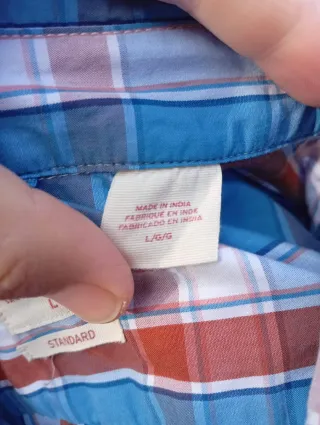 MADE IN INDIA
FABRIQUÉ EN INDE
FABRICADO EN INDIA
L/G/G
STANDARD